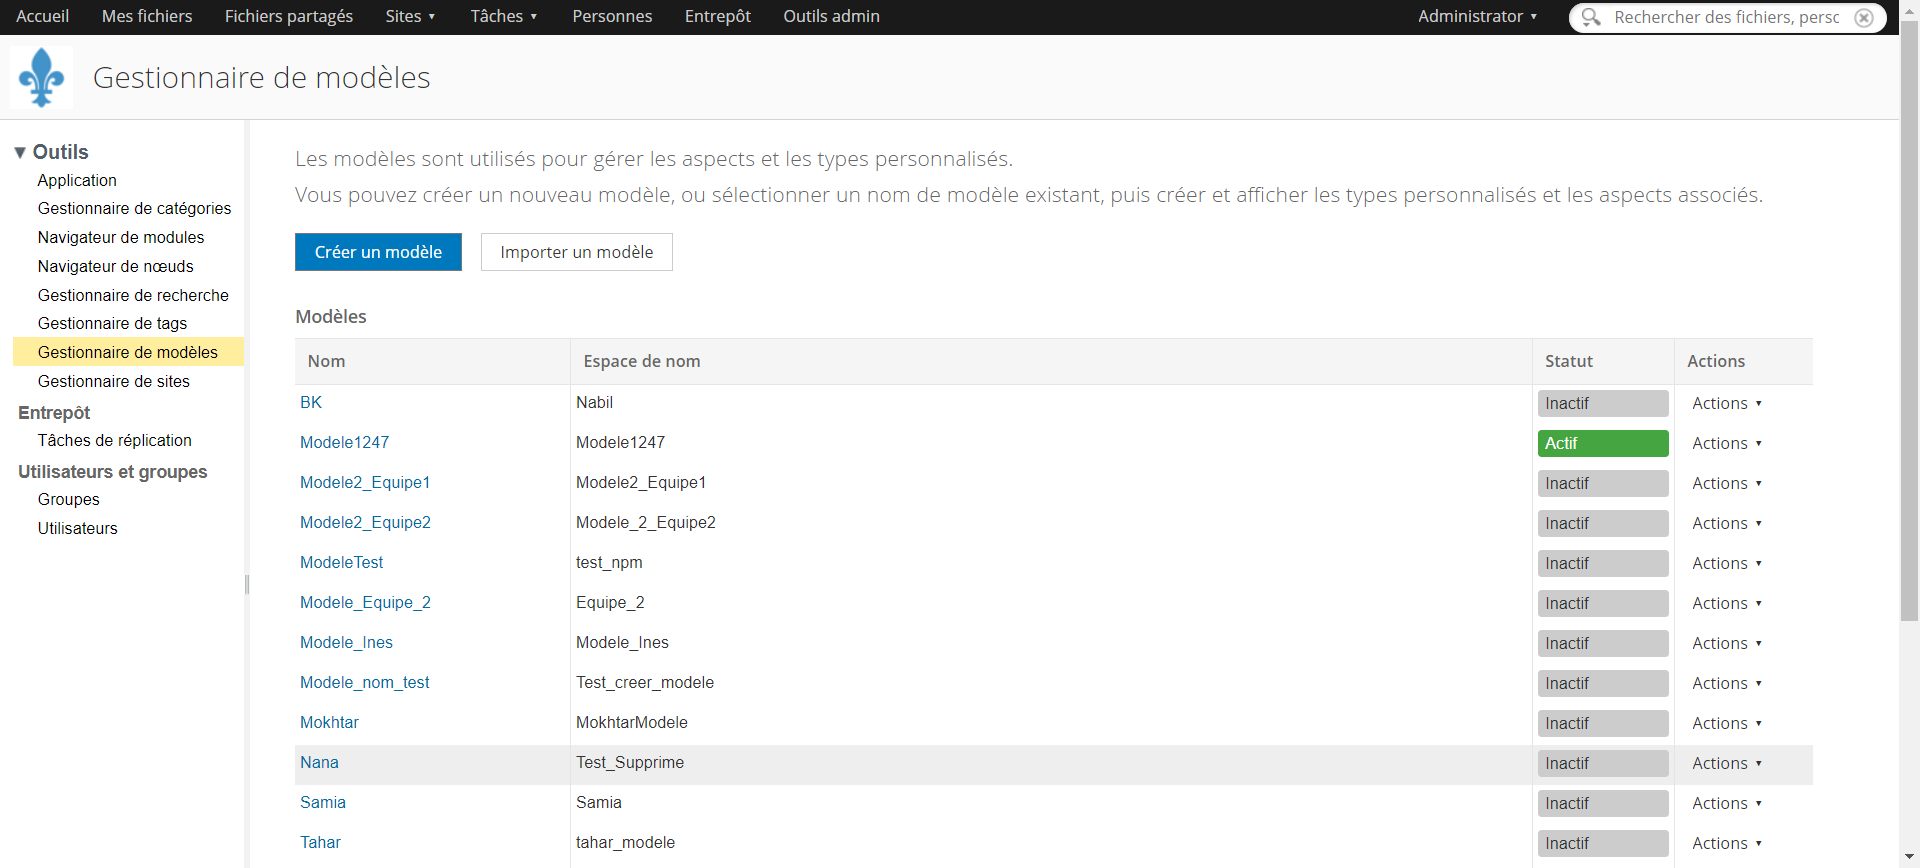 Accueil Mes fichiers Fichiers partagés Sites Tâches Personnes Entrepôt Outils admin Administrator Rechercher des fichiers, persc
Gestionnaire de modèles
Outils
Application
Gestionnaire de catégories
Navigateur de modules
Navigateur de nœuds
Gestionnaire de recherche
Gestionnaire de tags
Gestionnaire de modèles
Gestionnaire de sites
Entrepôt
Tâches de réplication
Utilisateurs et groupes
Groupes
Utilisateurs
Les modèles sont utilisés pour gérer les aspects et les types personnalisés.
Vous pouvez créer un nouveau modèle, ou sélectionner un nom de modèle existant, puis créer et afficher les types personnalisés et les aspects associés.
Créer un modèle Importer un modèle
Modèles
Nom Espace de nom Statut Actions
BK Nabil Inactif Actions
Modele1247 Modele1247 Actif Actions
Modele2_Equipe1 Modele2_Equipe1 Inactif Actions
Modele2_Equipe2 Modele_2_Equipe2 Inactif Actions
ModeleTest test_npm Inactif Actions
Modele_Equipe_2 Equipe_2 Inactif Actions
Modele_Ines Modele_Ines Inactif Actions
Modele_nom_test Test_creer_modele Inactif Actions
Mokhtar MokhtarModele Inactif Actions
Nana Test_Supprime Inactif Actions
Samia Samia Inactif Actions
Tahar tahar_modele Inactif Actions